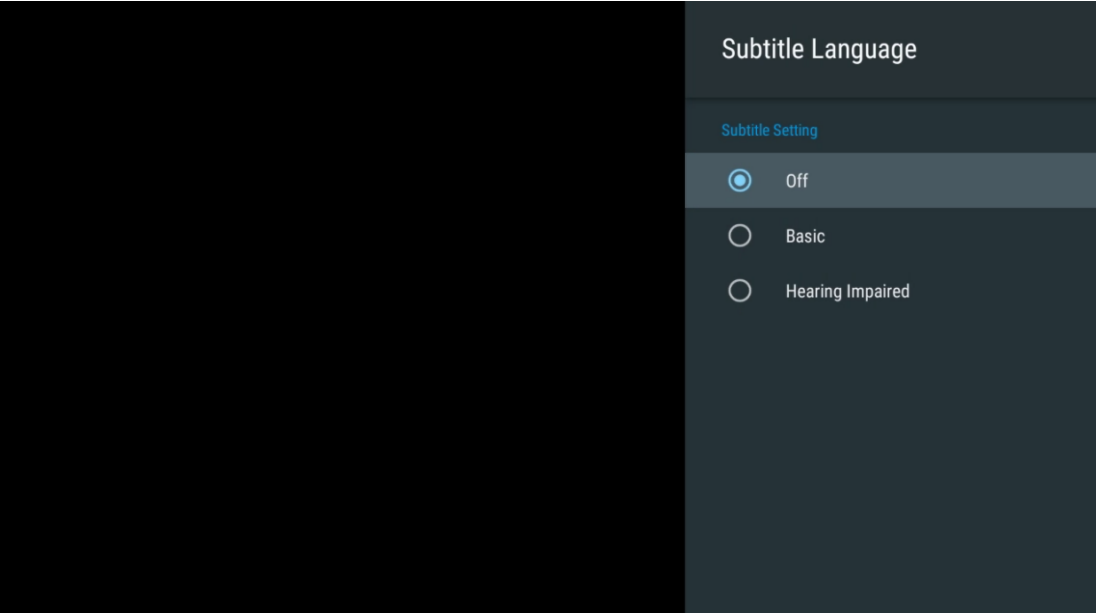 Subtitle Language
Subtitle Setting
Off
Basic
Hearing Impaired